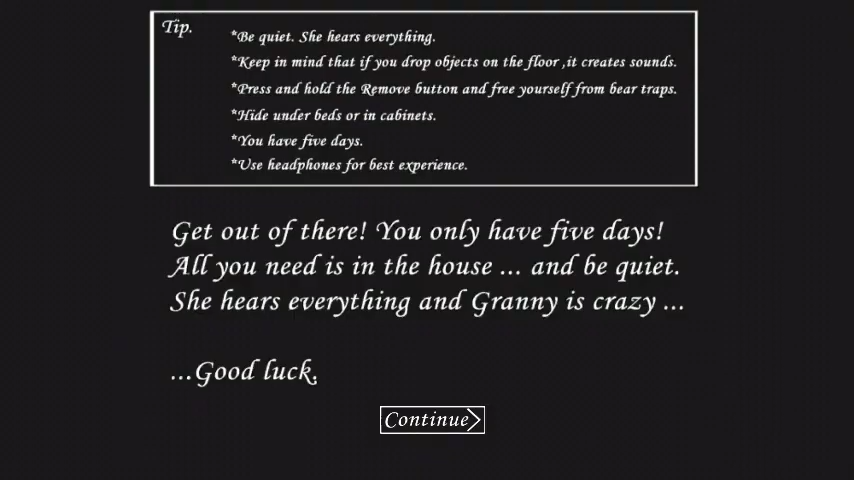 Tip.
*Be quiet. She hears everything.
*Keep in mind that if you drop objects on the floor ,it creates sounds.
*Press and hold the Remove button and free yourself from bear traps.
*Hide under beds or in cabinets.
*You have five days.
*Use headphones for best experience.
Get out of there! You only have five days!
All you need is in the house ... and be quiet.
She hears everything and Granny is crazy ...
...Good luck.
Continue